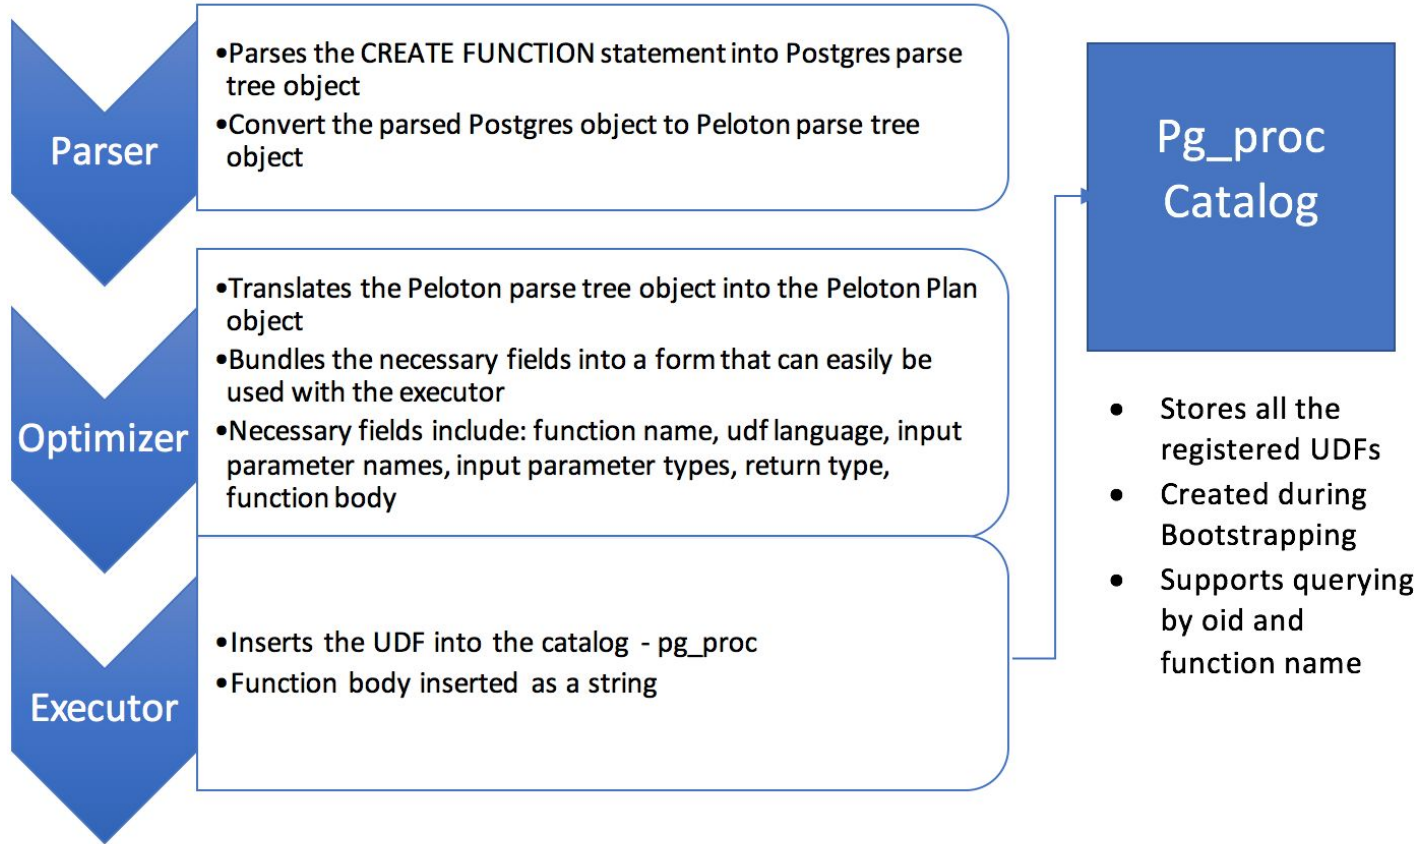 Parser
•Parses the CREATE FUNCTION statement into Postgres parse
tree object
•Convert the parsed Postgres object to Peloton parse tree
object
Optimizer
•Translates the Peloton parse tree object into the Peloton Plan
object
•Bundles the necessary fields into a form that can easily be
used with the executor
•Necessary fields include: function name, udf language, input
parameter names, input parameter types, return type,
function body
Executor
•Inserts the UDF into the catalog - pg_proc
•Function body inserted as a string
Pg_proc
Catalog
• Stores all the
registered UDFs
• Created during
Bootstrapping
• Supports querying
by oid and
function name